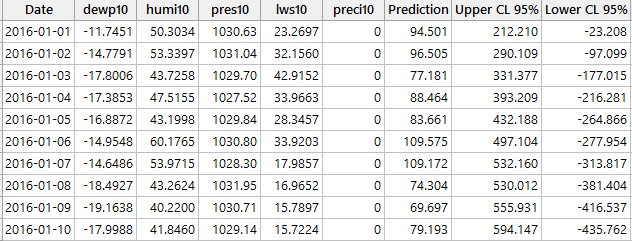 Date dewp10 humi10 pres10 lws10 preci10 Prediction Upper CL 95% Lower CL 95%
2016-01-01 -11.7451 50.3034 1030.63 23.2697 0 94.501 212.210 -23.208
2016-01-02 -14.7791 53.3397 1031.04 32.1560 0 96.505 290.109 -97.099
2016-01-03 -17.8006 43.7258 1029.70 42.9152 0 77.181 331.377 -177.015
2016-01-04 -17.3853 47.5155 1027.52 33.9663 0 88.464 393.209 -216.281
2016-01-05 -16.8872 43.1998 1029.84 28.3457 0 83.661 432.188 -264.866
2016-01-06 -14.9548 60.1765 1030.80 33.9203 0 109.575 497.104 -277.954
2016-01-07 -14.6486 53.9715 1028.30 17.9857 0 109.172 532.160 -313.817
2016-01-08 -18.4927 43.2624 1031.95 16.9652 0 74.304 530.012 -381.404
2016-01-09 -19.1638 40.2200 1030.71 15.7897 0 69.697 555.931 -416.537
2016-01-10 -17.9988 41.8460 1029.14 15.7224 0 79.193 594.147 -435.762